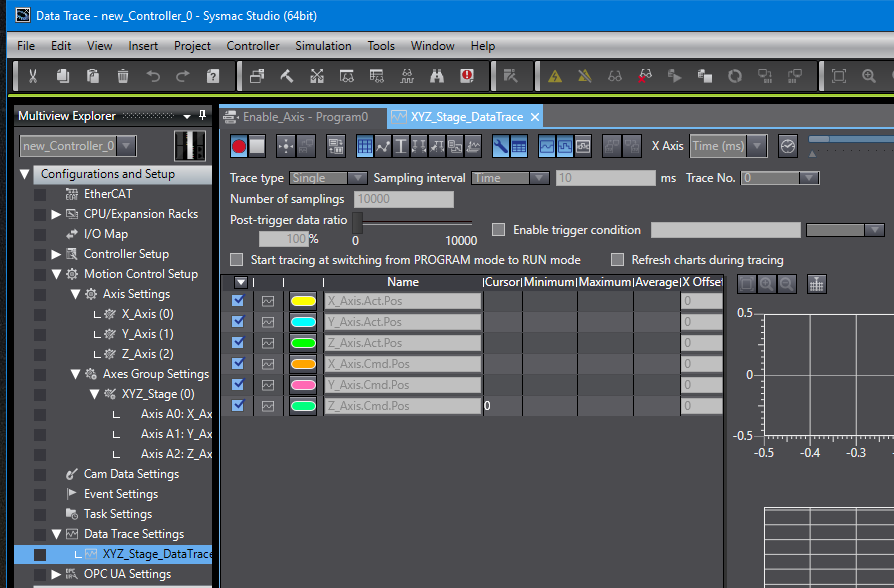 Data Trace - new_Controller_0 - Sysmac Studio (64bit)
File Edit View Insert Project Controller Simulation Tools Window Help
Multiview Explorer
new_Controller_0
Configurations and Setup
EtherCAT
CPU/Expansion Racks
I/O Map
Controller Setup
Motion Control Setup
Axis Settings
X_Axis (0)
Y_Axis (1)
Z_Axis (2)
Axes Group Settings
XYZ_Stage (0)
Axis A0: X_Ax
Axis A1: Y_Ax
Axis A2: Z_Ax
Cam Data Settings
Event Settings
Task Settings
Data Trace Settings
XYZ_Stage_DataTrace
OPC UA Settings
Enable_Axis - Program0 XYZ_Stage_DataTrace
X Axis Time (ms)
Trace type Single Sampling interval Time 10 ms Trace No. 0
Number of samplings 10000
Post-trigger data ratio
100 % 0 10000
Enable trigger condition
Start tracing at switching from PROGRAM mode to RUN mode Refresh charts during tracing
Name Cursor Minimum Maximum Average X Offset
X_Axis.Act.Pos 0
Y_Axis.Act.Pos 0
Z_Axis.Act.Pos 0
X_Axis.Cmd.Pos 0
Y_Axis.Cmd.Pos 0
Z_Axis.Cmd.Pos 0 0
0.5
0
-0.5
-0.5 -0.4 -0.3